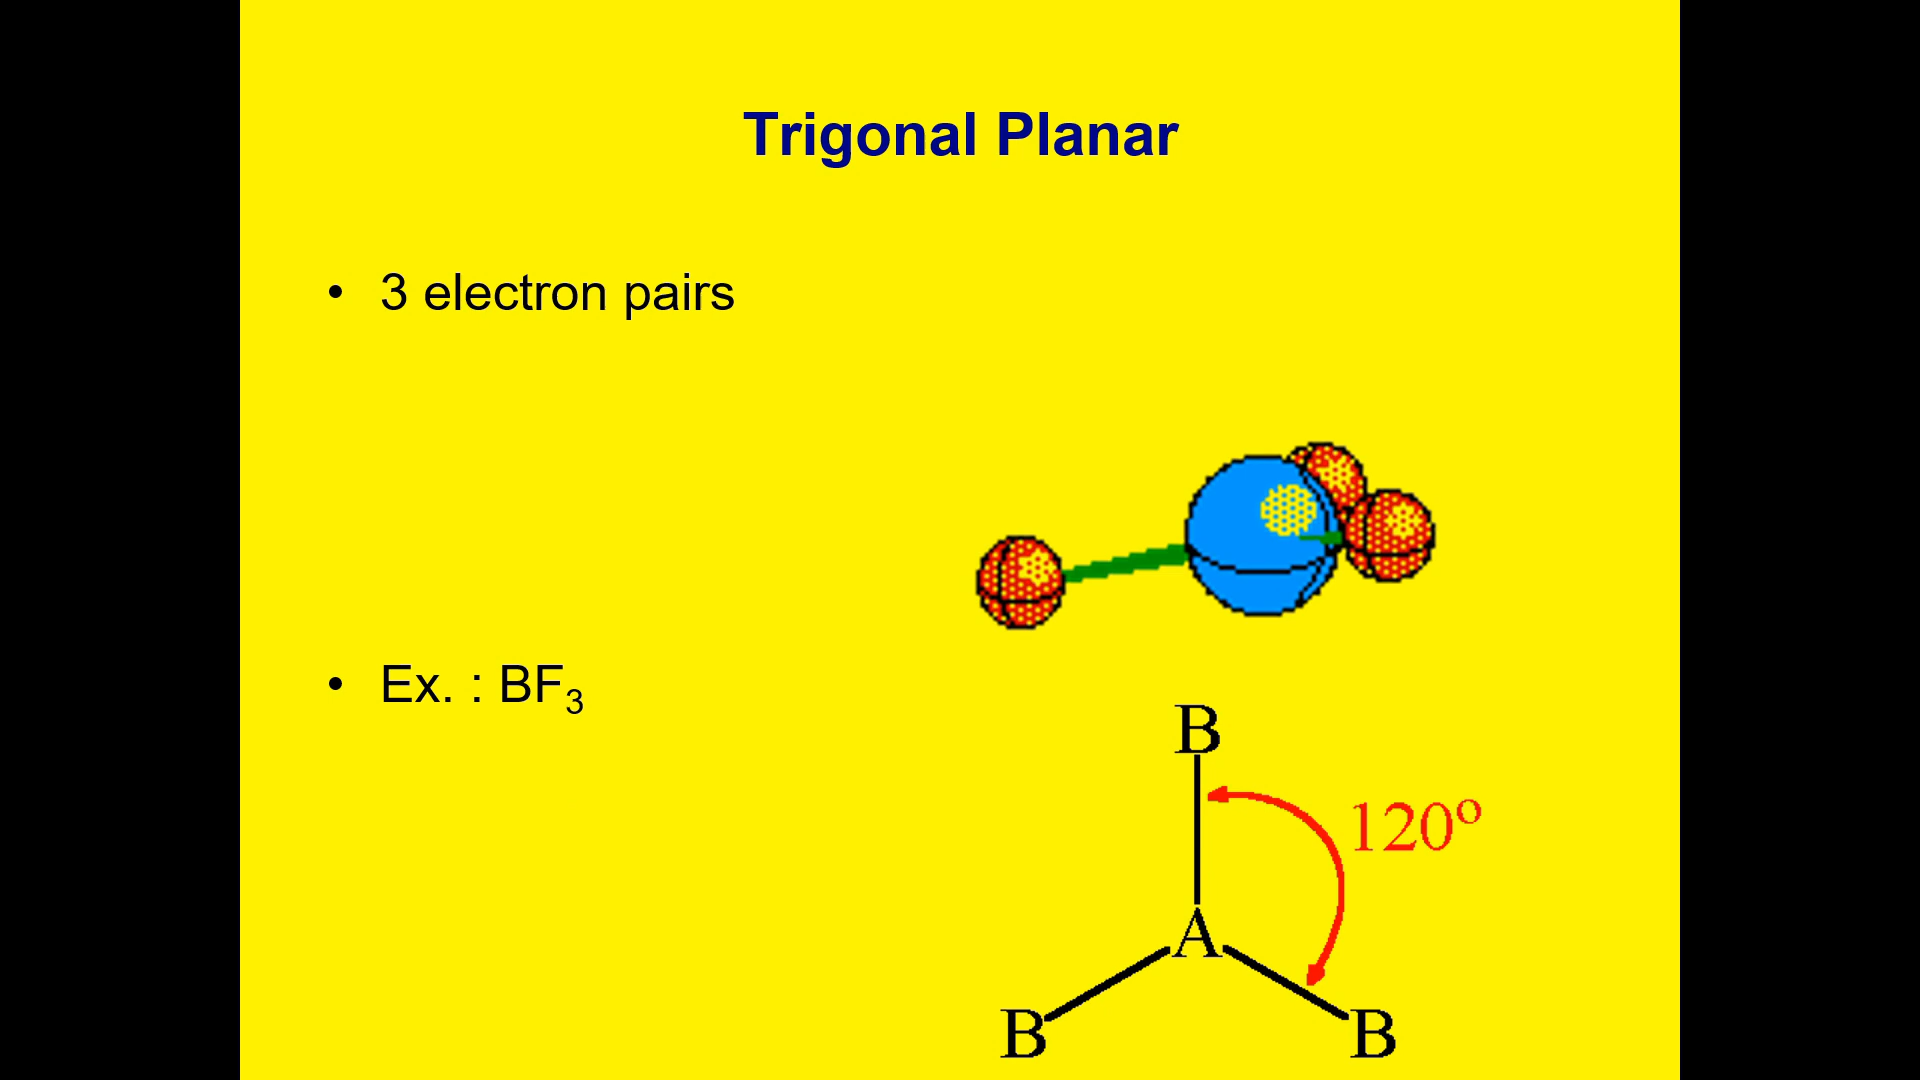 Trigonal Planar
• 3 electron pairs
• Ex. : BF₃
B
120º
A
B B